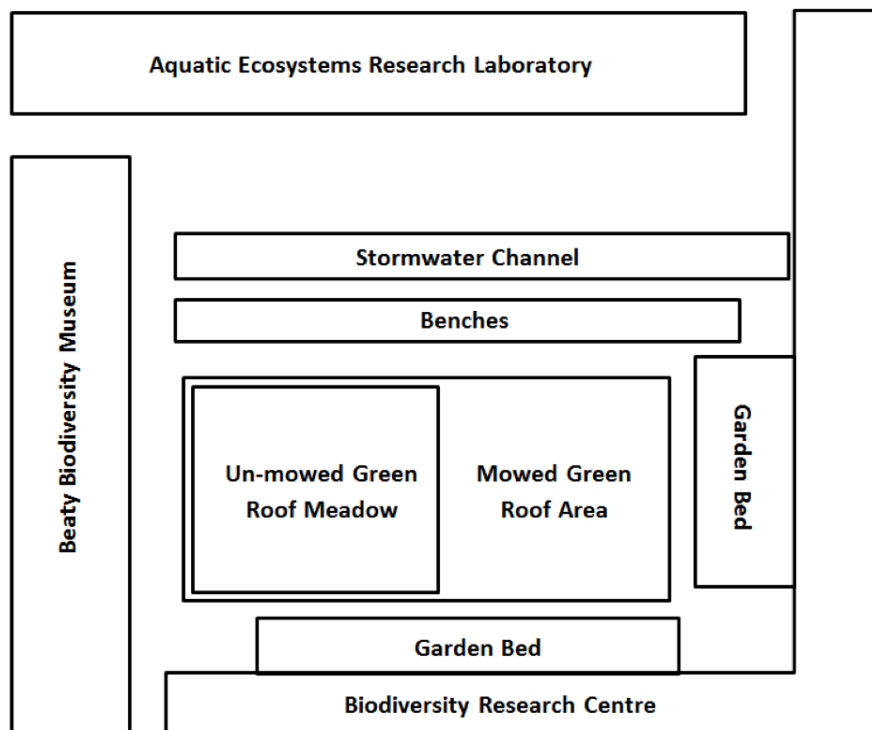 Aquatic Ecosystems Research Laboratory
Beaty Biodiversity Museum
Stormwater Channel
Benches
Un-mowed Green
Roof Meadow
Mowed Green
Roof Area
Garden Bed
Garden Bed
Biodiversity Research Centre